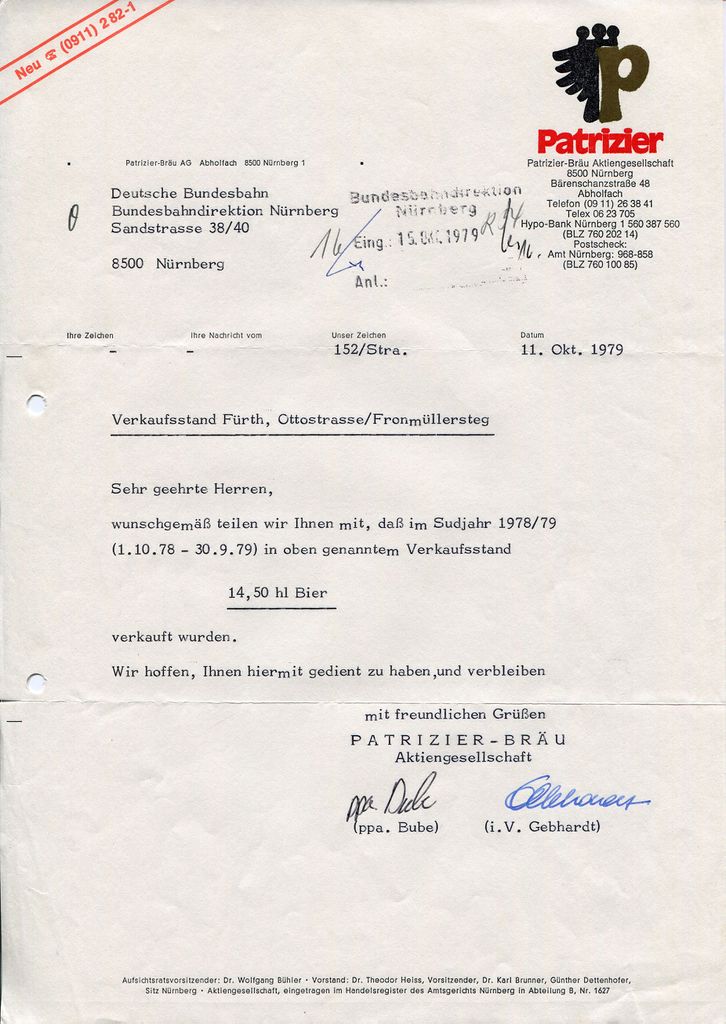 Neu ☎ (0911) 282-1
P
Patrizier
Patrizier-Bräu Aktiengesellschaft
8500 Nürnberg
Bärenschanzstraße 48
Abholfach
Telefon (09 11) 26 38 41
Telex 06 23 705
Hypo-Bank Nürnberg 1 560 387 560
(BLZ 760 202 14)
Postscheck:
Amt Nürnberg: 968-858
(BLZ 760 100 85)
Patrizier-Bräu AG Abholfach 8500 Nürnberg 1
Deutsche Bundesbahn
Bundesbahndirektion Nürnberg
Sandstrasse 38/40
8500 Nürnberg
Bundesbahndirektion
Nürnberg
Eing.: 15. Okt. 1979
Anl.:
16
Ihre Zeichen Ihre Nachricht vom Unser Zeichen Datum
– – 152/Stra. 11. Okt. 1979
Verkaufsstand Fürth, Ottostrasse/Fronmüllersteg
Sehr geehrte Herren,
wunschgemäß teilen wir Ihnen mit, daß im Sudjahr 1978/79
(1.10.78 - 30.9.79) in oben genanntem Verkaufsstand
14,50 hl Bier
verkauft wurden.
Wir hoffen, Ihnen hiermit gedient zu haben,und verbleiben
mit freundlichen Grüßen
PATRIZIER-BRÄU
Aktiengesellschaft
ppa. Bube
(ppa. Bube) (i.V. Gebhardt)
Aufsichtsratsvorsitzender: Dr. Wolfgang Bühler · Vorstand: Dr. Theodor Heiss, Vorsitzender, Dr. Karl Brunner, Günther Dettenhofer,
Sitz Nürnberg · Aktiengesellschaft, eingetragen im Handelsregister des Amtsgerichts Nürnberg in Abteilung B, Nr. 1627